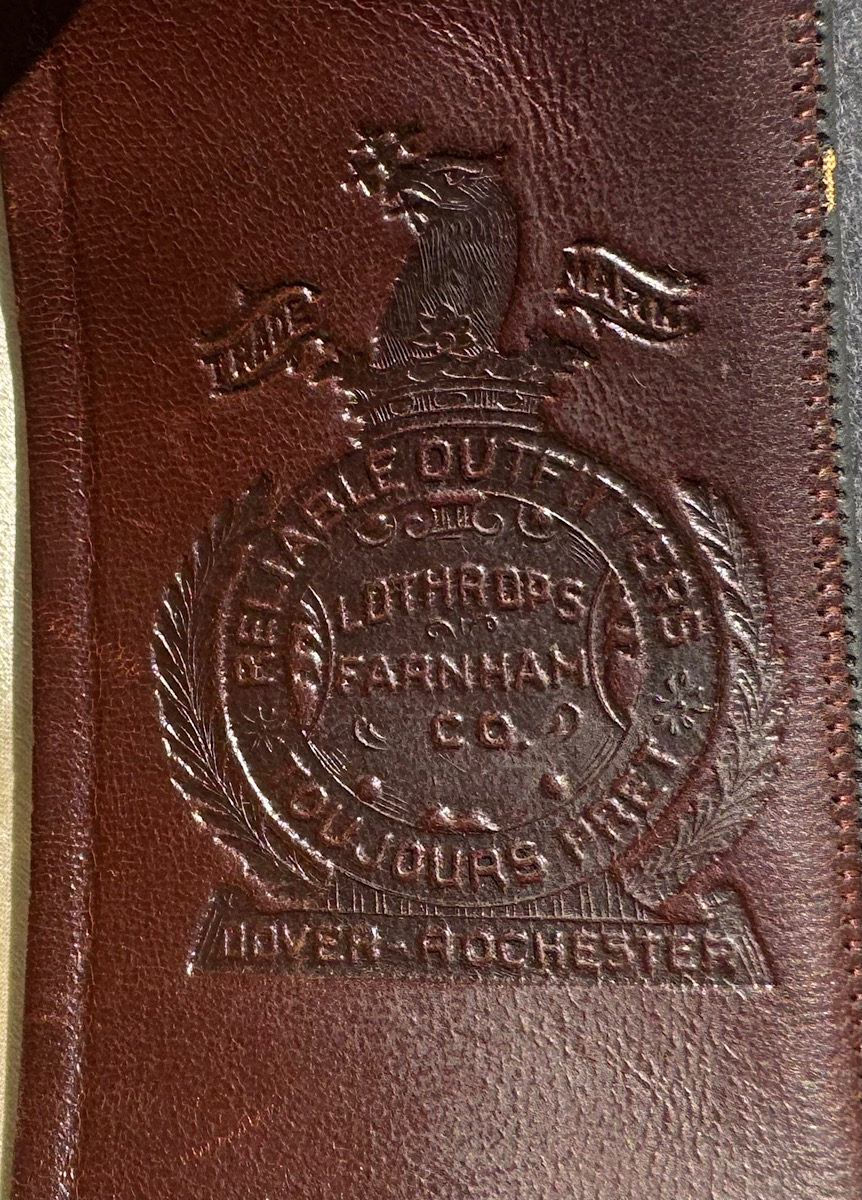 TRADE MARK
RELIABLE OUTFITTERS
LOTHROPS
FARNHAM
CO.
TOUJOURS PRET
DOVER - ROCHESTER